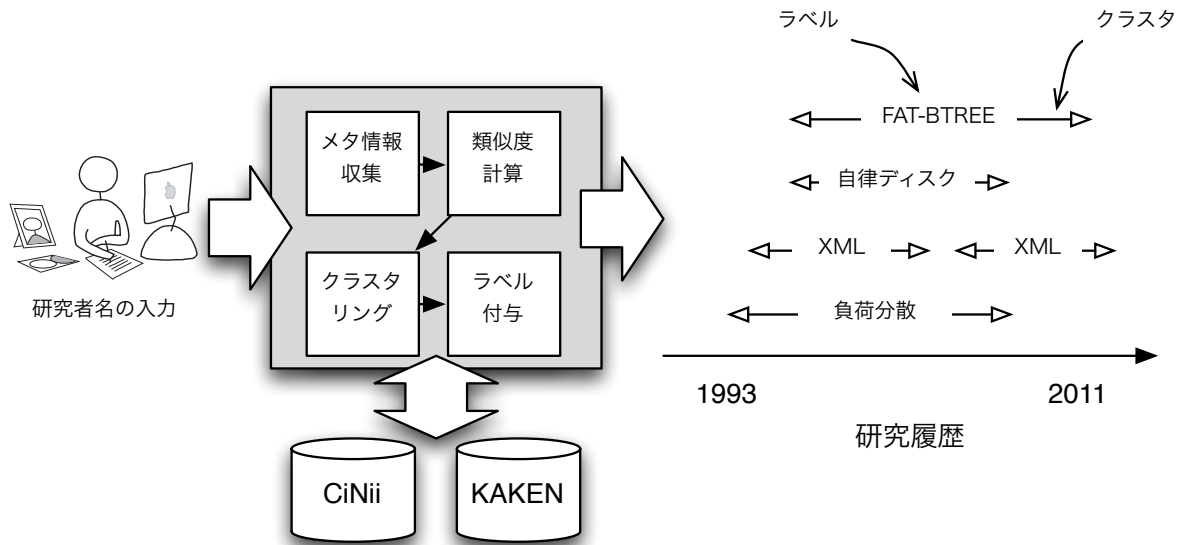 ラベル
クラスタ
メタ情報
収集
類似度
計算
クラスタ
リング
ラベル
付与
研究者名の入力
CiNii
KAKEN
FAT-BTREE
自律ディスク
XML
XML
負荷分散
1993
2011
研究履歴